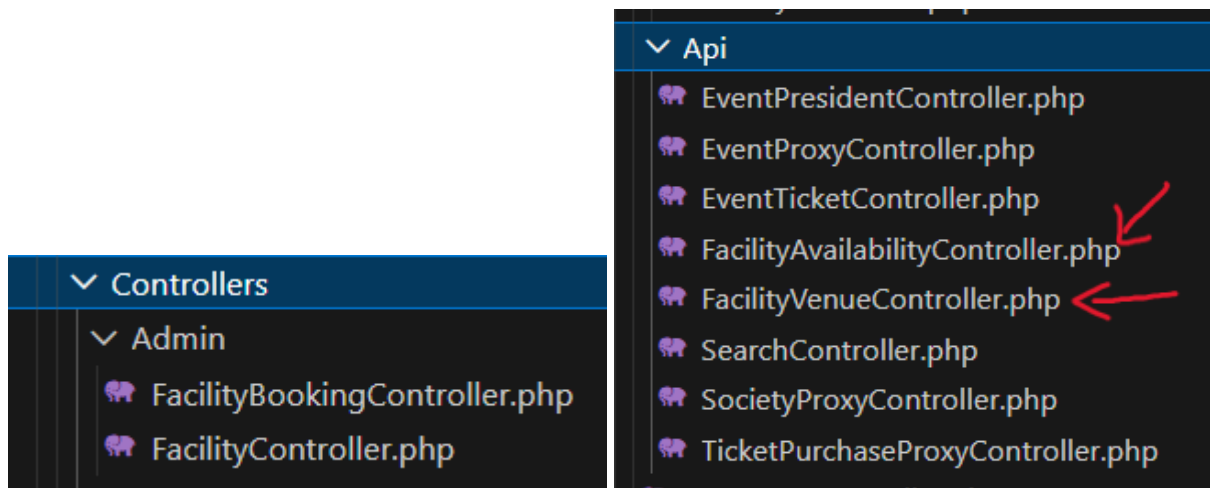 Controllers
Admin
FacilityBookingController.php
FacilityController.php
Api
EventPresidentController.php
EventProxyController.php
EventTicketController.php
FacilityAvailabilityController.php
FacilityVenueController.php
SearchController.php
SocietyProxyController.php
TicketPurchaseProxyController.php